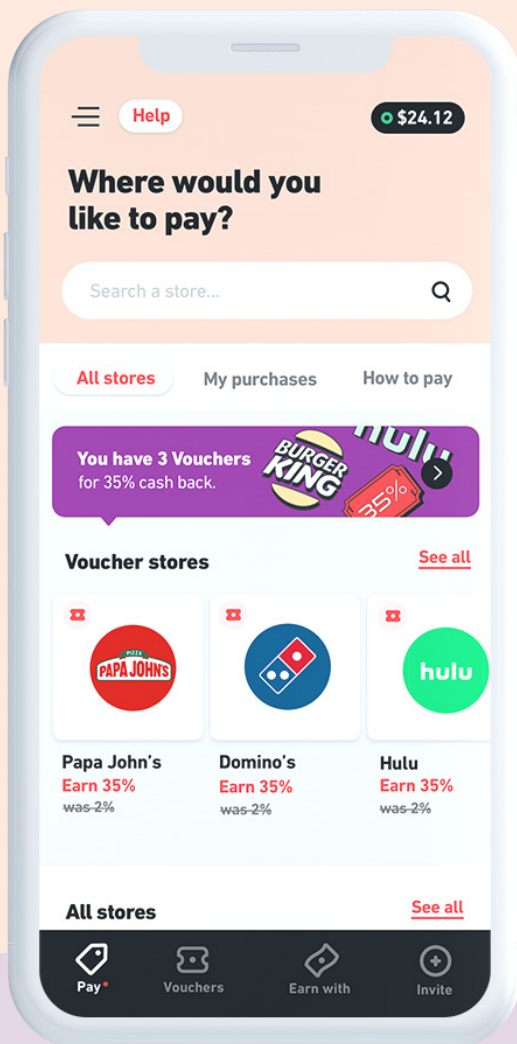 Help
$24.12
Where would you
like to pay?
Search a store...
All stores
My purchases
How to pay
You have 3 Vouchers
for 35% cash back.
BURGER
KING
hulu
35%
Voucher stores
See all
PIZZA
PAPA JOHN'S
hulu
Papa John's
Domino's
Hulu
Earn 35%
Earn 35%
Earn 35%
was 2%
was 2%
was 2%
All stores
See all
Pay
Vouchers
Earn with
Invite